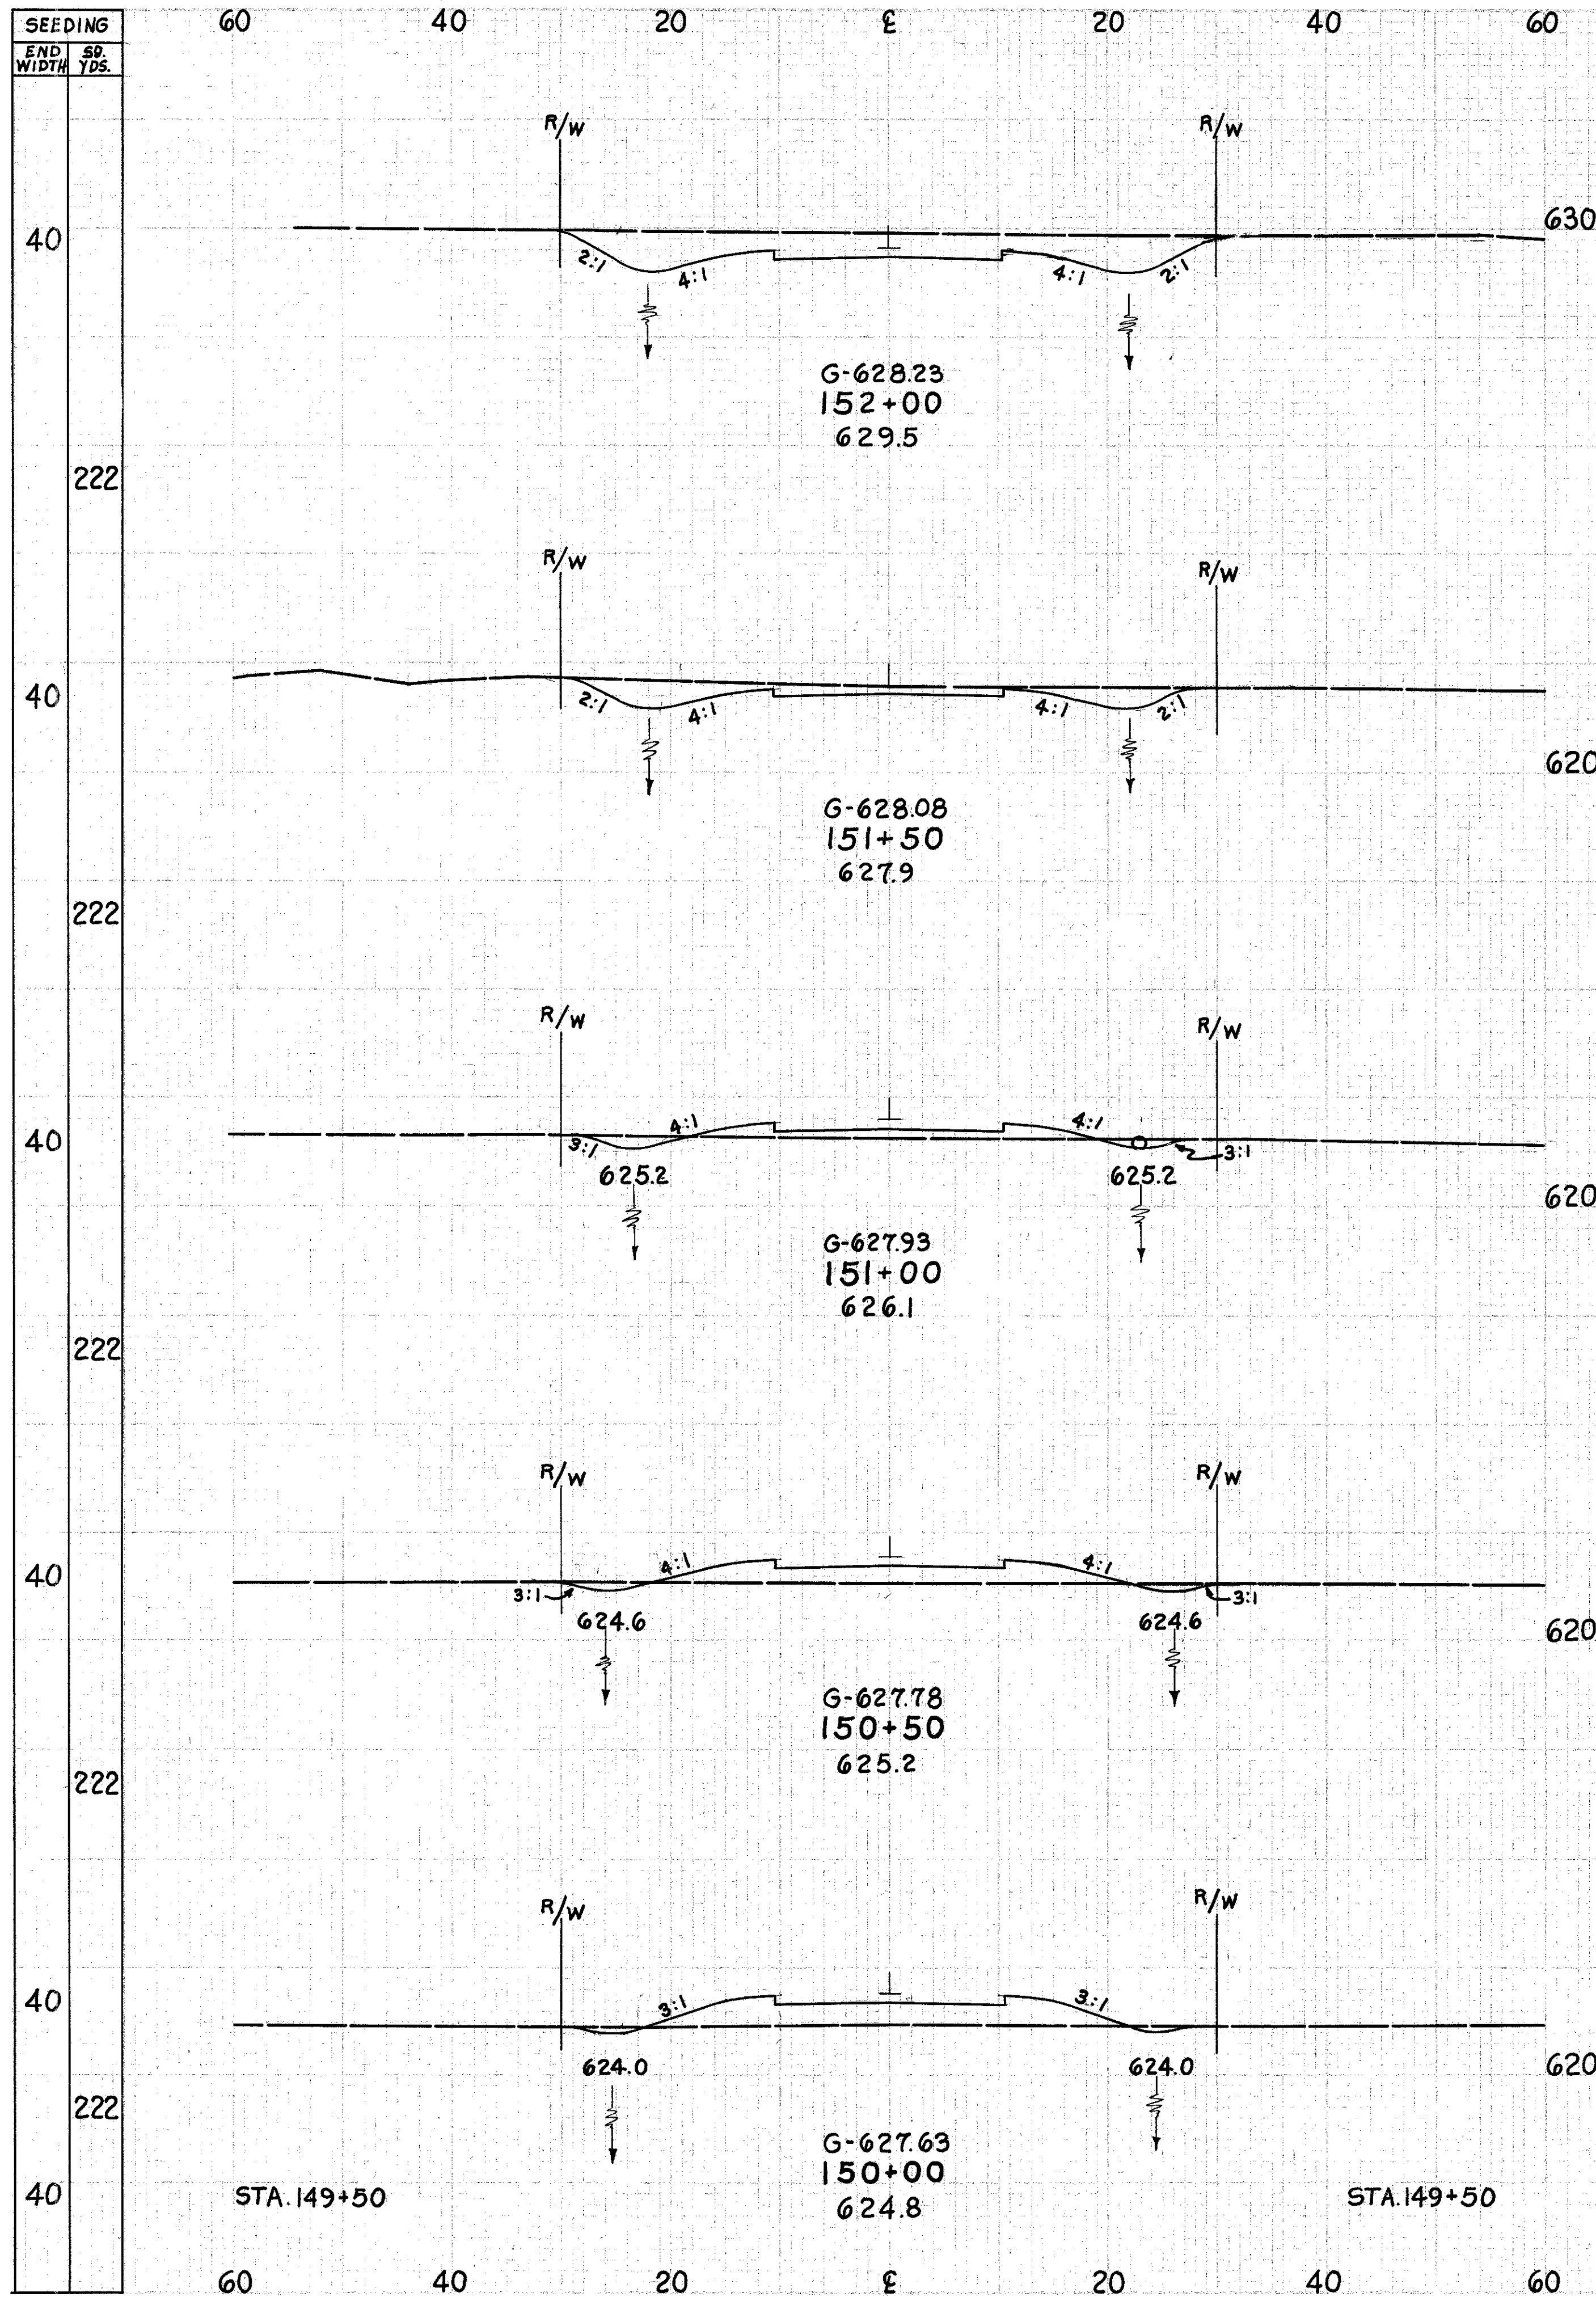 SEEDING
END WIDTH
SQ. YDS.
60 40 20 ℄ 20 40 60
R/W R/W
40 630
2:1 4:1 4:1 2:1
G-628.23
152+00
629.5
222
R/W R/W
40
2:1 4:1 4:1 2:1
620
G-628.08
151+50
627.9
222
R/W R/W
40
3:1 4:1 4:1 3:1
625.2 625.2
620
G-627.93
151+00
626.1
222
R/W R/W
40
3:1 4:1 4:1 3:1
624.6 624.6
620
G-627.78
150+50
625.2
222
R/W R/W
40
3:1 3:1
624.0 624.0
620
222
G-627.63
150+00
624.8
40
STA.149+50 STA.149+50
60 40 20 ℄ 20 40 60